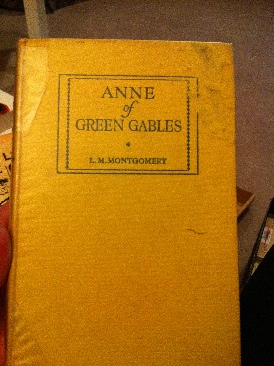 ANNE
of
GREEN GABLES
L. M. MONTGOMERY